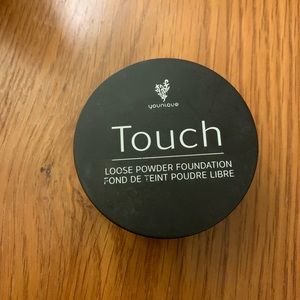 younique
Touch
LOOSE POWDER FOUNDATION
FOND DE TEINT POUDRE LIBRE